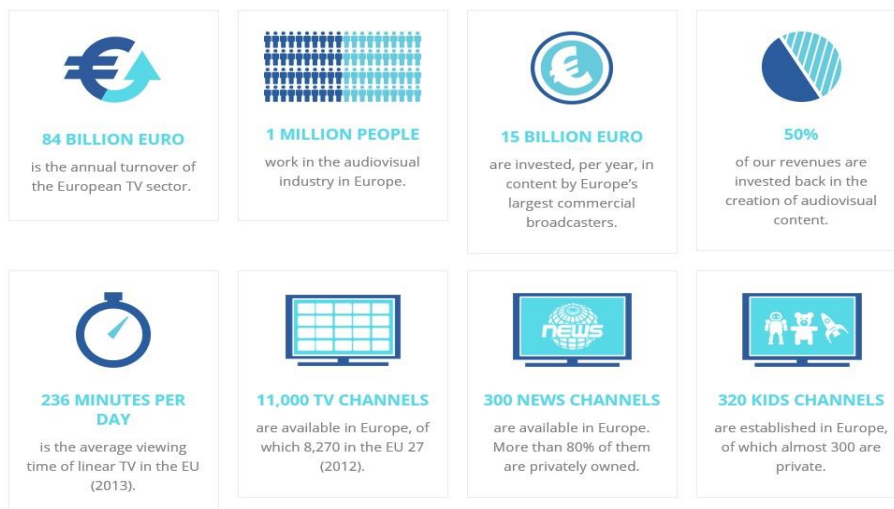 84 BILLION EURO
is the annual turnover of
the European TV sector.
1 MILLION PEOPLE
work in the audiovisual
industry in Europe.
15 BILLION EURO
are invested, per year, in
content by Europe's
largest commercial
broadcasters.
50%
of our revenues are
invested back in the
creation of audiovisual
content.
236 MINUTES PER
DAY
is the average viewing
time of linear TV in the EU
(2013).
11,000 TV CHANNELS
are available in Europe, of
which 8,270 in the EU 27
(2012).
NEWS
300 NEWS CHANNELS
are available in Europe.
More than 80% of them
are privately owned.
320 KIDS CHANNELS
are established in Europe,
of which almost 300 are
private.